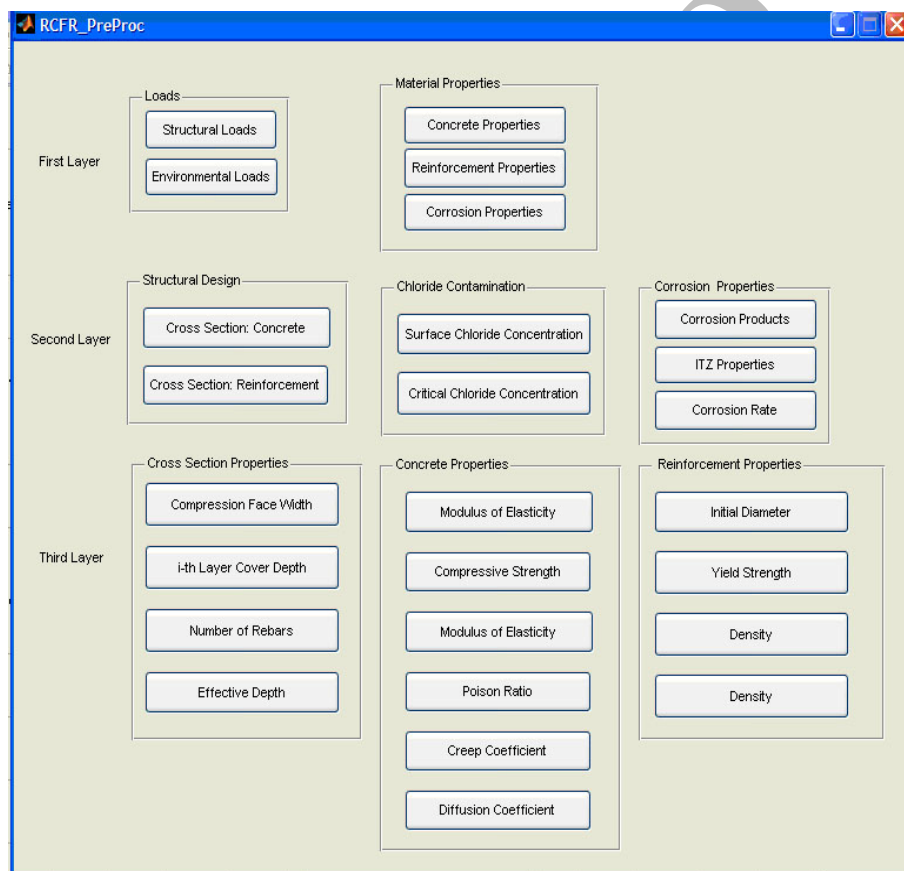 RCFR_PreProc
First Layer
Loads
Structural Loads
Environmental Loads
Material Properties
Concrete Properties
Reinforcement Properties
Corrosion Properties
Second Layer
Structural Design
Cross Section: Concrete
Cross Section: Reinforcement
Chloride Contamination
Surface Chloride Concentration
Critical Chloride Concentration
Corrosion Properties
Corrosion Products
ITZ Properties
Corrosion Rate
Third Layer
Cross Section Properties
Compression Face Width
i-th Layer Cover Depth
Number of Rebars
Effective Depth
Concrete Properties
Modulus of Elasticity
Compressive Strength
Modulus of Elasticity
Poison Ratio
Creep Coefficient
Diffusion Coefficient
Reinforcement Properties
Initial Diameter
Yield Strength
Density
Density